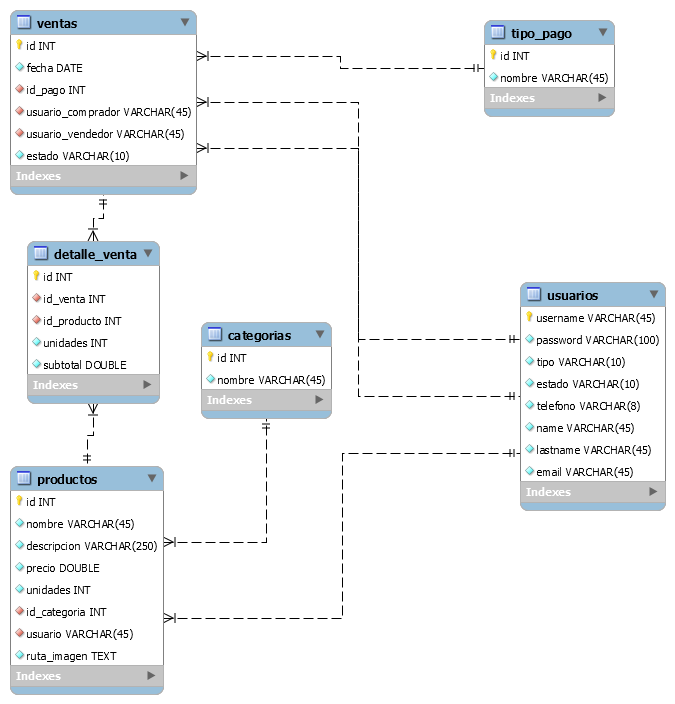 ventas
id INT
fecha DATE
id_pago INT
usuario_comprador VARCHAR(45)
usuario_vendedor VARCHAR(45)
estado VARCHAR(10)
Indexes
tipo_pago
id INT
nombre VARCHAR(45)
Indexes
detalle_venta
id INT
id_venta INT
id_producto INT
unidades INT
subtotal DOUBLE
Indexes
categorias
id INT
nombre VARCHAR(45)
Indexes
usuarios
username VARCHAR(45)
password VARCHAR(100)
tipo VARCHAR(10)
estado VARCHAR(10)
telefono VARCHAR(8)
name VARCHAR(45)
lastname VARCHAR(45)
email VARCHAR(45)
Indexes
productos
id INT
nombre VARCHAR(45)
descripcion VARCHAR(250)
precio DOUBLE
unidades INT
id_categoria INT
usuario VARCHAR(45)
ruta_imagen TEXT
Indexes